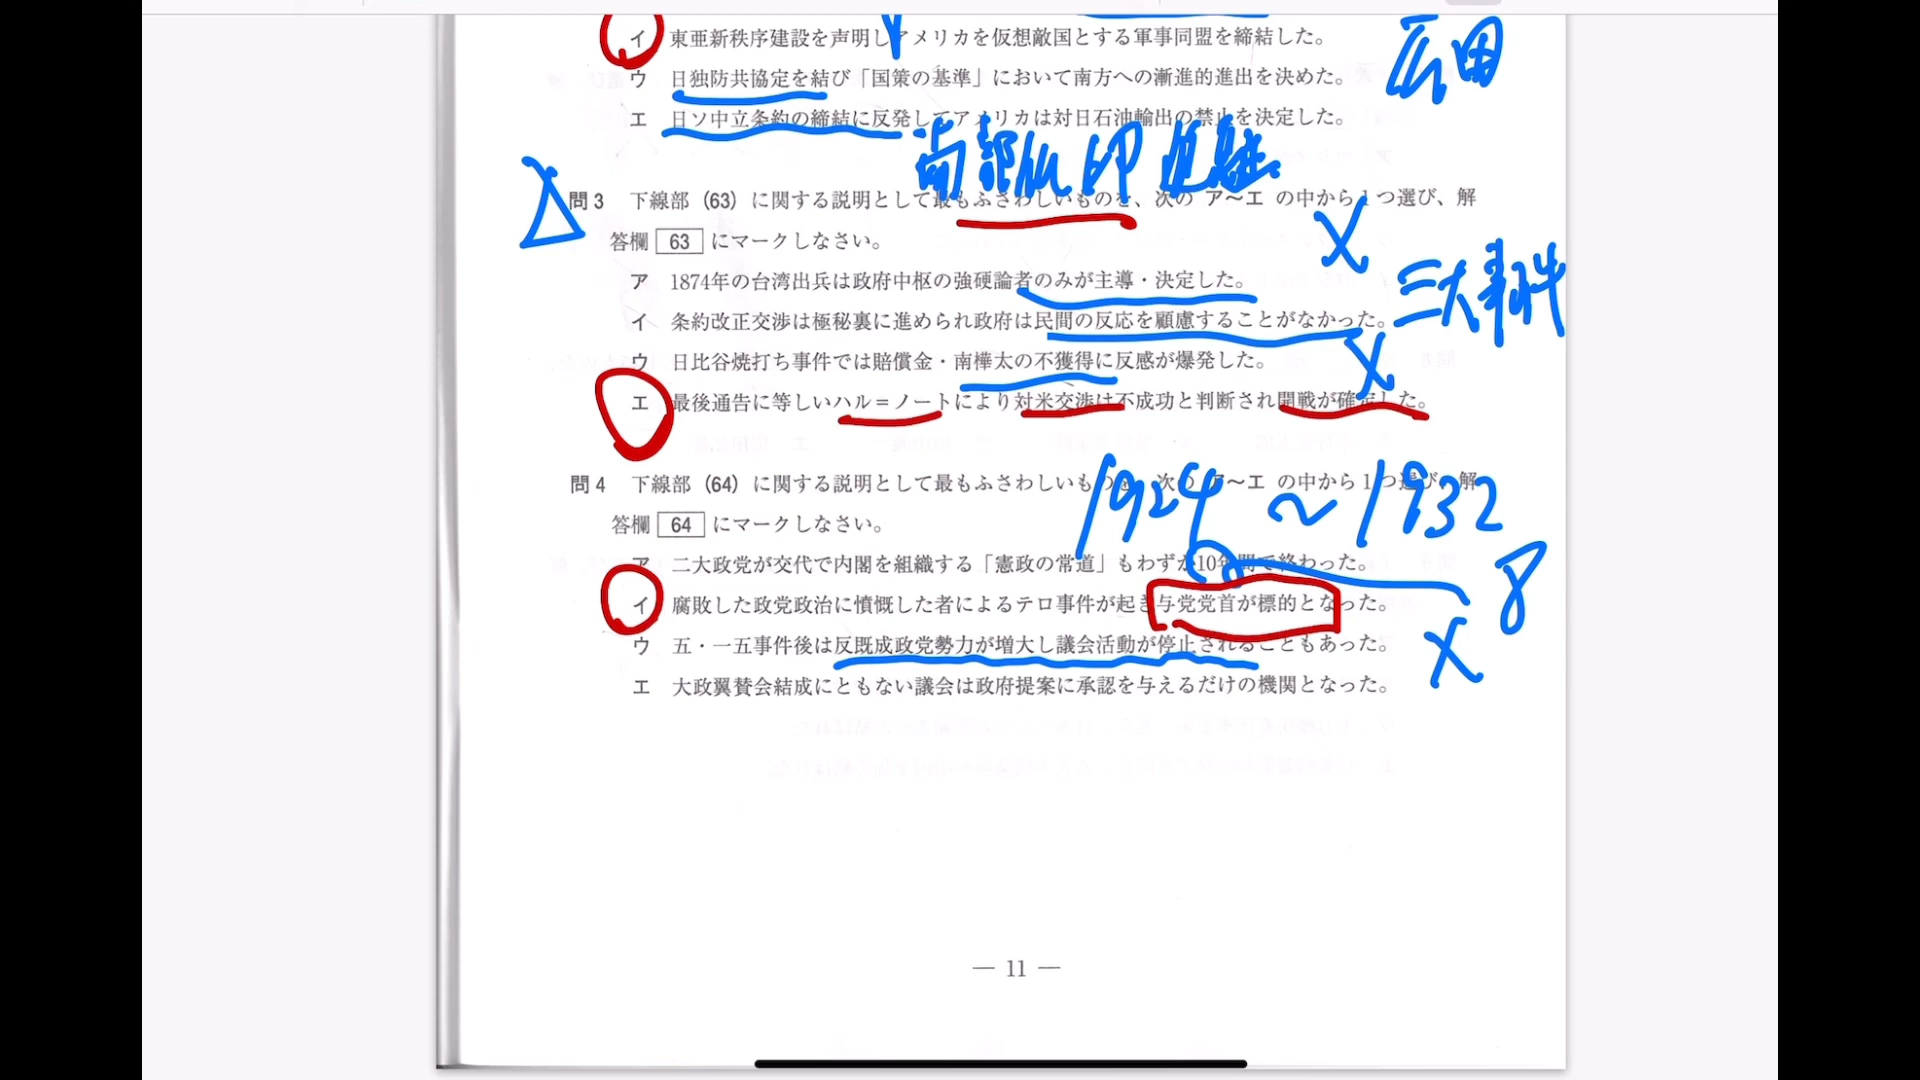 イ 東亜新秩序建設を声明しアメリカを仮想敵国とする軍事同盟を締結した。
広田
ウ 日独防共協定を結び「国策の基準」において南方への漸進的進出を決めた。
エ 日ソ中立条約の締結に反発してアメリカは対日石油輸出の禁止を決定した。
南部仏印進駐
問3 下線部(63)に関する説明として最もふさわしいものを、次の ア〜エ の中から1つ選び、解
答欄 63 にマークしなさい。
X
ア 1874年の台湾出兵は政府中枢の強硬論者のみが主導・決定した。
三大事件
イ 条約改正交渉は極秘裏に進められ政府は民間の反応を顧慮することがなかった。
ウ 日比谷焼打ち事件では賠償金・南樺太の不獲得に反感が爆発した。
X
エ 最後通告に等しいハル=ノートにより対米交渉は不成功と判断され開戦が確定した。
問4 下線部(64)に関する説明として最もふさわしいものを、次の ア〜エ の中から1つ選び、解
1924 〜 1932
答欄 64 にマークしなさい。
ア 二大政党が交代で内閣を組織する「憲政の常道」もわずか10年間で終わった。
8
イ 腐敗した政党政治に憤慨した者によるテロ事件が起き与党党首が標的となった。
ウ 五・一五事件後は反既成政党勢力が増大し議会活動が停止されることもあった。
X
エ 大政翼賛会結成にともない議会は政府提案に承認を与えるだけの機関となった。
― 11 ―